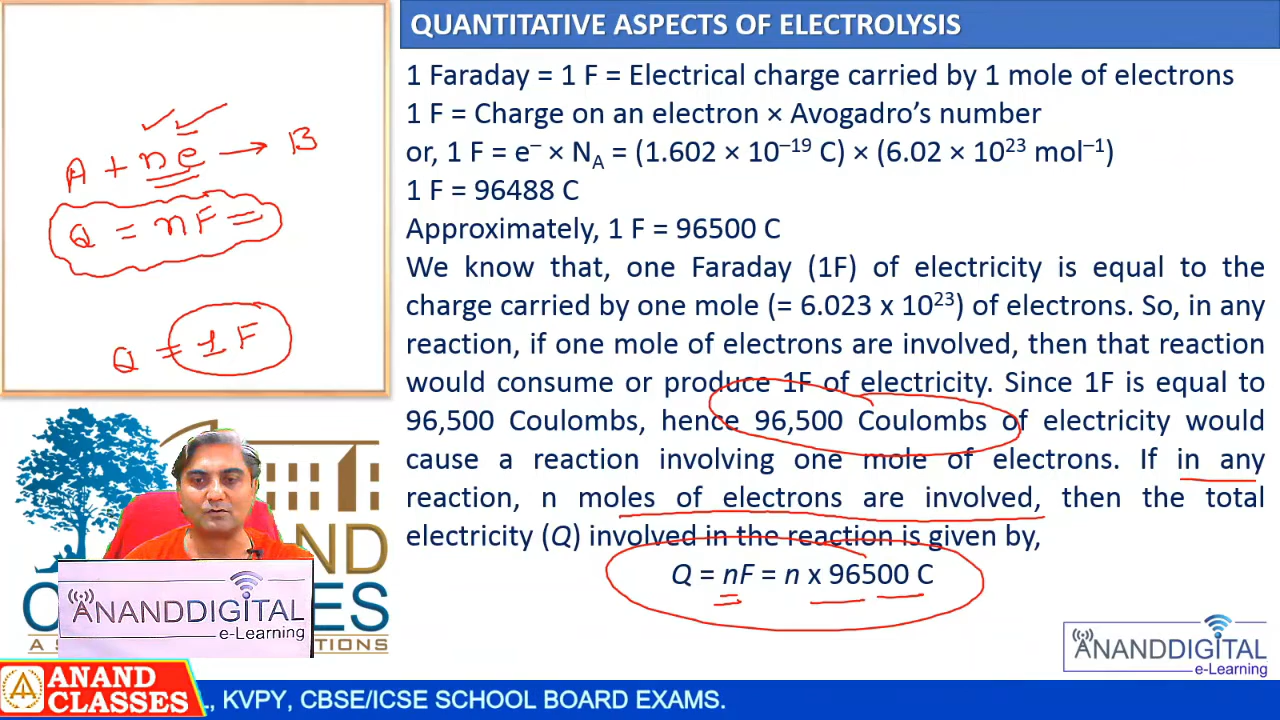 QUANTITATIVE ASPECTS OF ELECTROLYSIS
1 Faraday = 1 F = Electrical charge carried by 1 mole of electrons
1 F = Charge on an electron × Avogadro's number
or, 1 F = e⁻ × N_A = (1.602 × 10⁻¹⁹ C) × (6.02 × 10²³ mol⁻¹)
1 F = 96488 C
Approximately, 1 F = 96500 C
We know that, one Faraday (1F) of electricity is equal to the
charge carried by one mole (= 6.023 x 10²³) of electrons. So, in any
reaction, if one mole of electrons are involved, then that reaction
would consume or produce 1F of electricity. Since 1F is equal to
96,500 Coulombs, hence 96,500 Coulombs of electricity would
cause a reaction involving one mole of electrons. If in any
reaction, n moles of electrons are involved, then the total
electricity (Q) involved in the reaction is given by,
Q = nF = n x 96500 C
A + ne → B
Q = nF =
Q = 1 F
ANANDDIGITAL
e-Learning
ANANDDIGITAL
e-Learning
ANAND
CLASSES
, KVPY, CBSE/ICSE SCHOOL BOARD EXAMS.